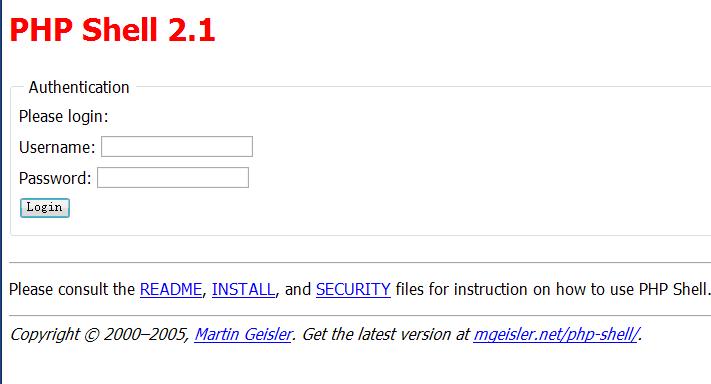 PHP Shell 2.1
Authentication
Please login:
Username:
Password:
Login
Please consult the README, INSTALL, and SECURITY files for instruction on how to use PHP Shell.
Copyright © 2000–2005, Martin Geisler. Get the latest version at mgeisler.net/php-shell/.